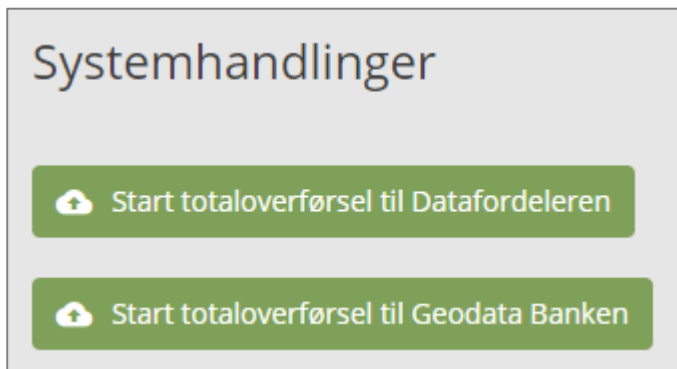 Systemhandlinger
Start totaloverførsel til Datafordeleren
Start totaloverførsel til Geodata Banken